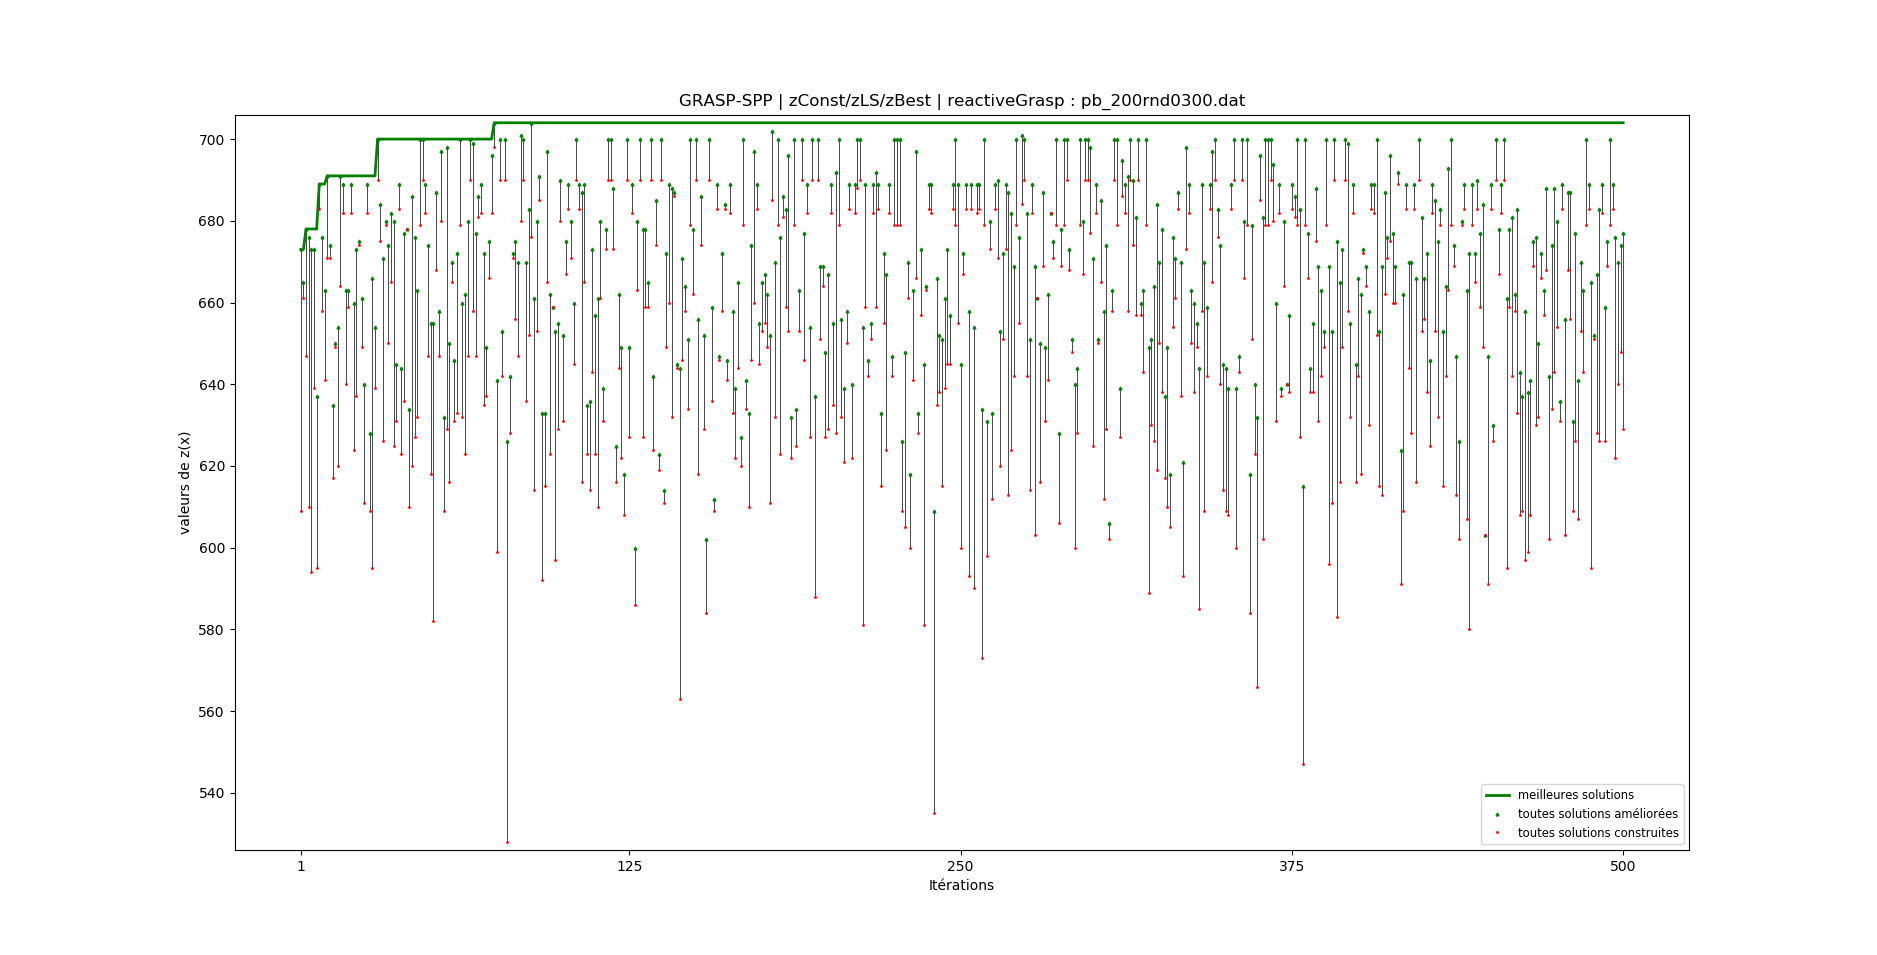 GRASP-SPP | zConst/zLS/zBest | reactiveGrasp : pb_200rnd0300.dat
valeurs de z(x)
700
680
660
640
620
600
580
560
540
meilleures solutions
toutes solutions améliorées
toutes solutions construites
1 125 250 375 500
Itérations